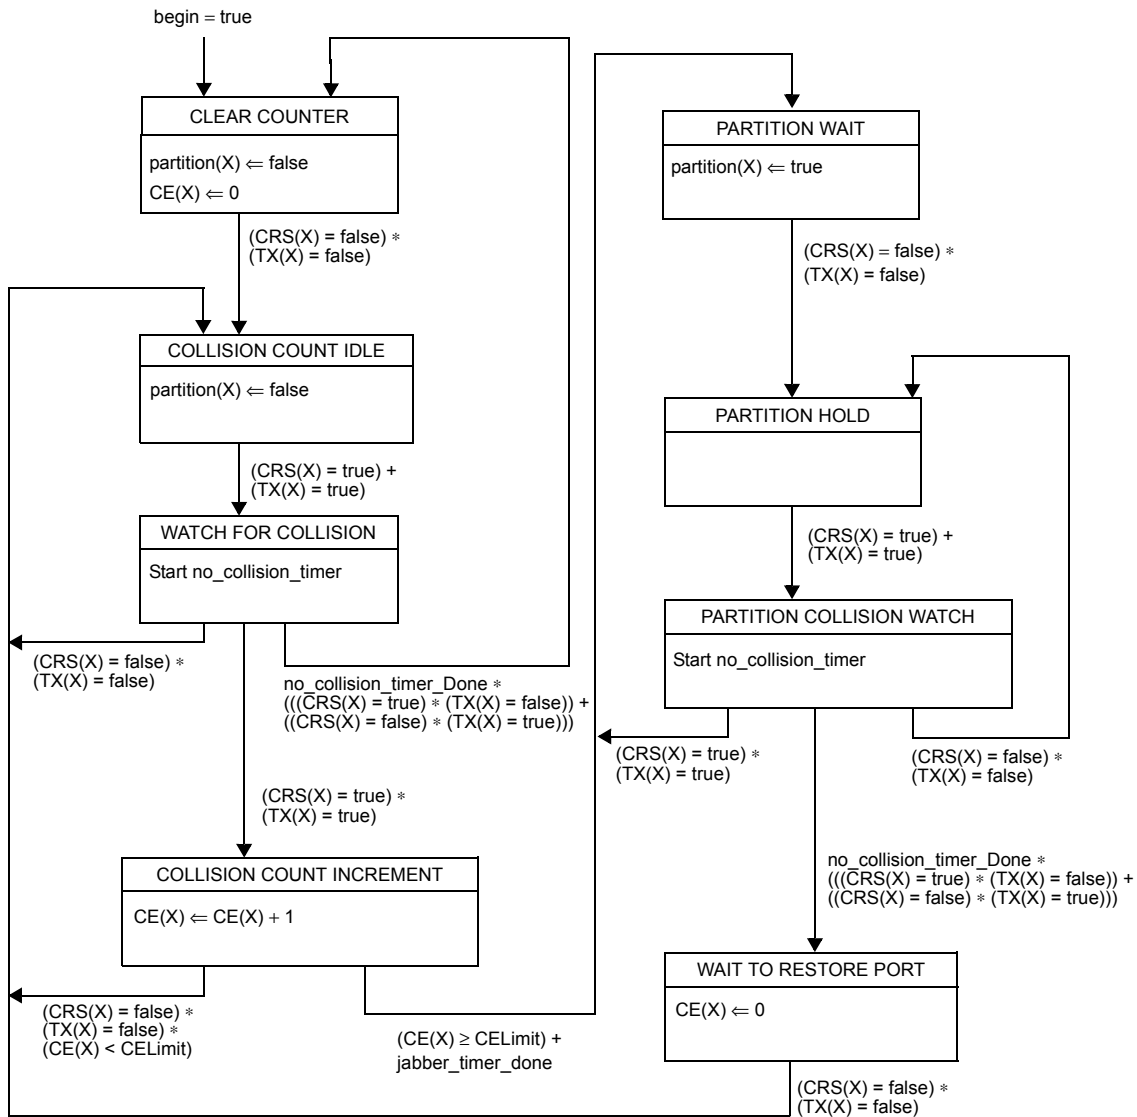 begin = true
CLEAR COUNTER
partition(X) ⇐ false
CE(X) ⇐ 0
(CRS(X) = false) *
(TX(X) = false)
COLLISION COUNT IDLE
partition(X) ⇐ false
(CRS(X) = true) +
(TX(X) = true)
WATCH FOR COLLISION
Start no_collision_timer
(CRS(X) = false) *
(TX(X) = false)
no_collision_timer_Done *
(((CRS(X) = true) * (TX(X) = false)) +
((CRS(X) = false) * (TX(X) = true)))
(CRS(X) = true) *
(TX(X) = true)
COLLISION COUNT INCREMENT
CE(X) ⇐ CE(X) + 1
(CRS(X) = false) *
(TX(X) = false) *
(CE(X) < CELimit)
(CE(X) ≥ CELimit) +
jabber_timer_done
PARTITION WAIT
partition(X) ⇐ true
(CRS(X) = false) *
(TX(X) = false)
PARTITION HOLD
(CRS(X) = true) +
(TX(X) = true)
PARTITION COLLISION WATCH
Start no_collision_timer
(CRS(X) = true) *
(TX(X) = true)
(CRS(X) = false) *
(TX(X) = false)
no_collision_timer_Done *
(((CRS(X) = true) * (TX(X) = false)) +
((CRS(X) = false) * (TX(X) = true)))
WAIT TO RESTORE PORT
CE(X) ⇐ 0
(CRS(X) = false) *
(TX(X) = false)